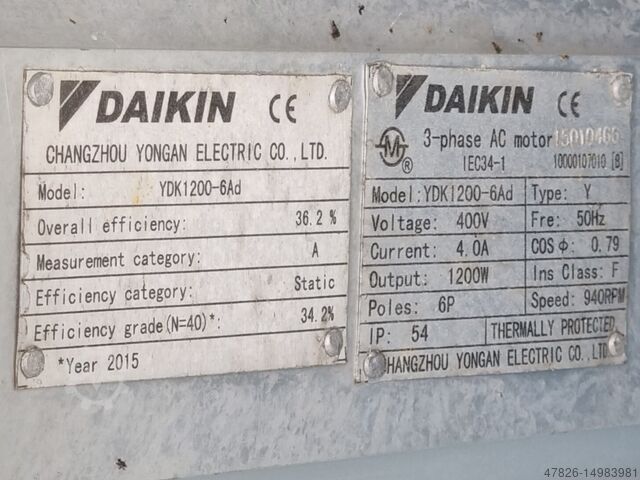 DAIKIN CE
CHANGZHOU YONGAN ELECTRIC CO., LTD.
Model: YDK1200-6Ad
Overall efficiency: 36.2 %
Measurement category: A
Efficiency category: Static
Efficiency grade(N=40)*: 34.2%
*Year 2015
DAIKIN CE
M ® 3-phase AC motor 15010466
IEC34-1 10000107010 [B]
Model: YDK1200-6Ad Type: Y
Voltage: 400V Fre: 50Hz
Current: 4.0A COSΦ: 0.79
Output: 1200W Ins Class: F
Poles: 6P Speed: 940RPM
IP: 54 THERMALLY PROTECTED
CHANGZHOU YONGAN ELECTRIC CO., LTD
47826-14983981